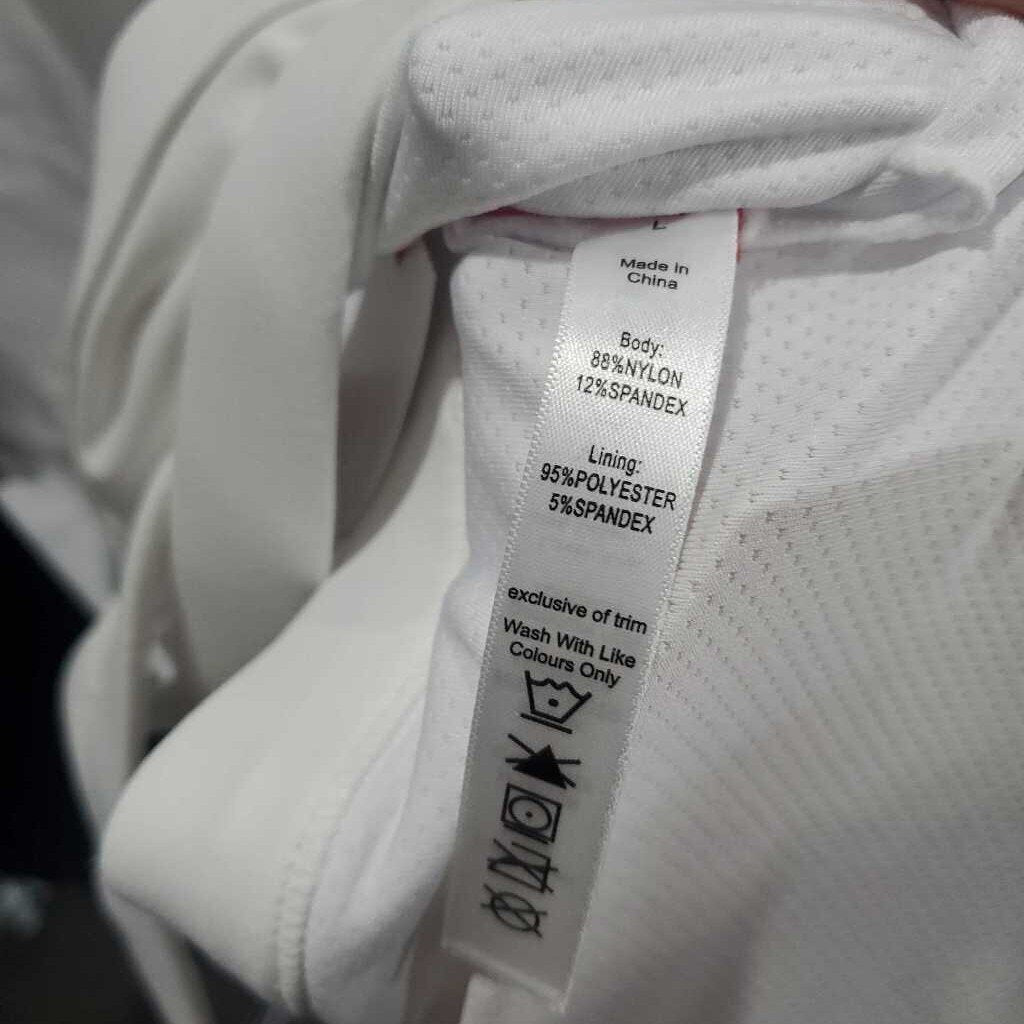 L
Made in
China
Body:
88%NYLON
12%SPANDEX
Lining:
95%POLYESTER
5%SPANDEX
exclusive of trim
Wash With Like
Colours Only